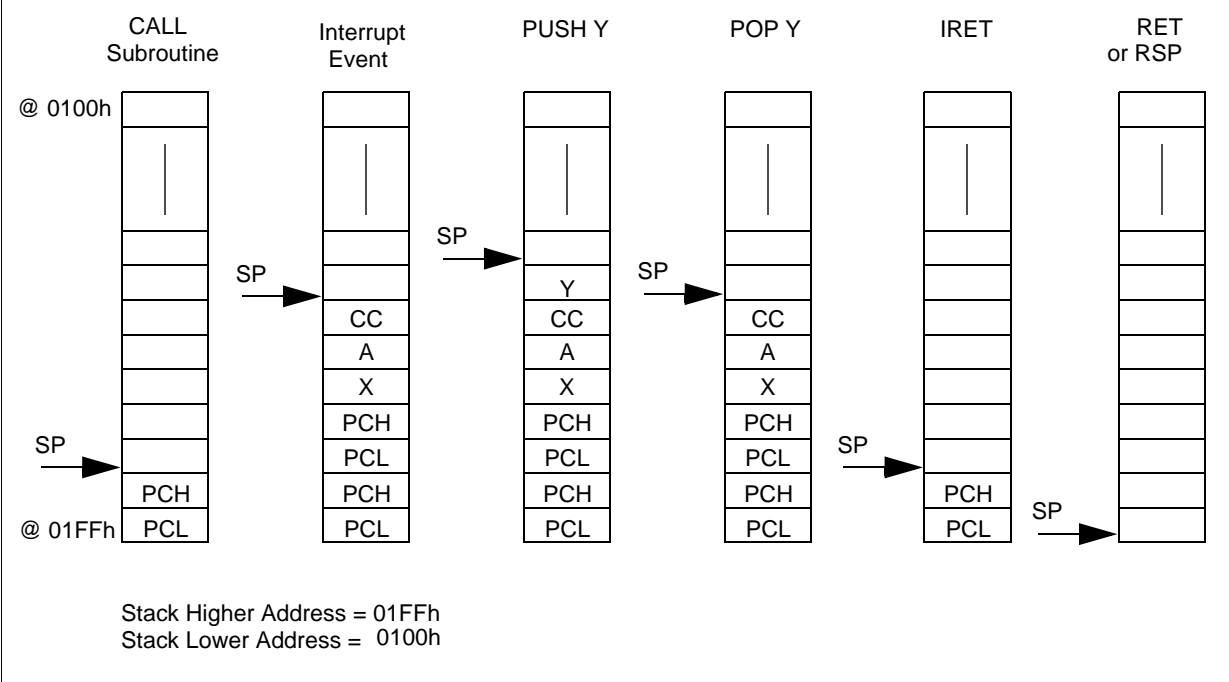 CALL
Subroutine
Interrupt
Event
PUSH Y
POP Y
IRET
RET
or RSP
@ 0100h
SP
PCH
@ 01FFh
PCL
SP
CC
A
X
PCH
PCL
PCH
PCL
SP
Y
CC
A
X
PCH
PCL
PCH
PCL
SP
CC
A
X
PCH
PCL
PCH
PCL
SP
PCH
PCL
SP
Stack Higher Address = 01FFh
Stack Lower Address = 0100h